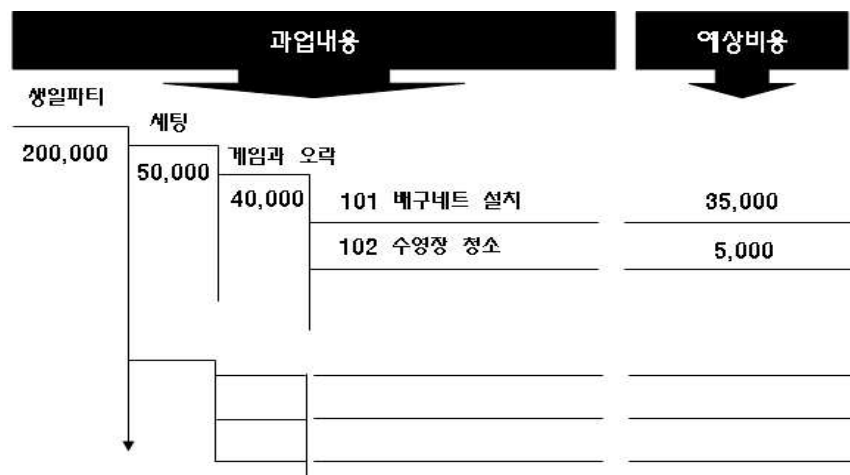 과업내용 예상비용
생일파티
세팅
200,000 게임과 오락
50,000
40,000 101 배구네트 설치 35,000
102 수영장 청소 5,000